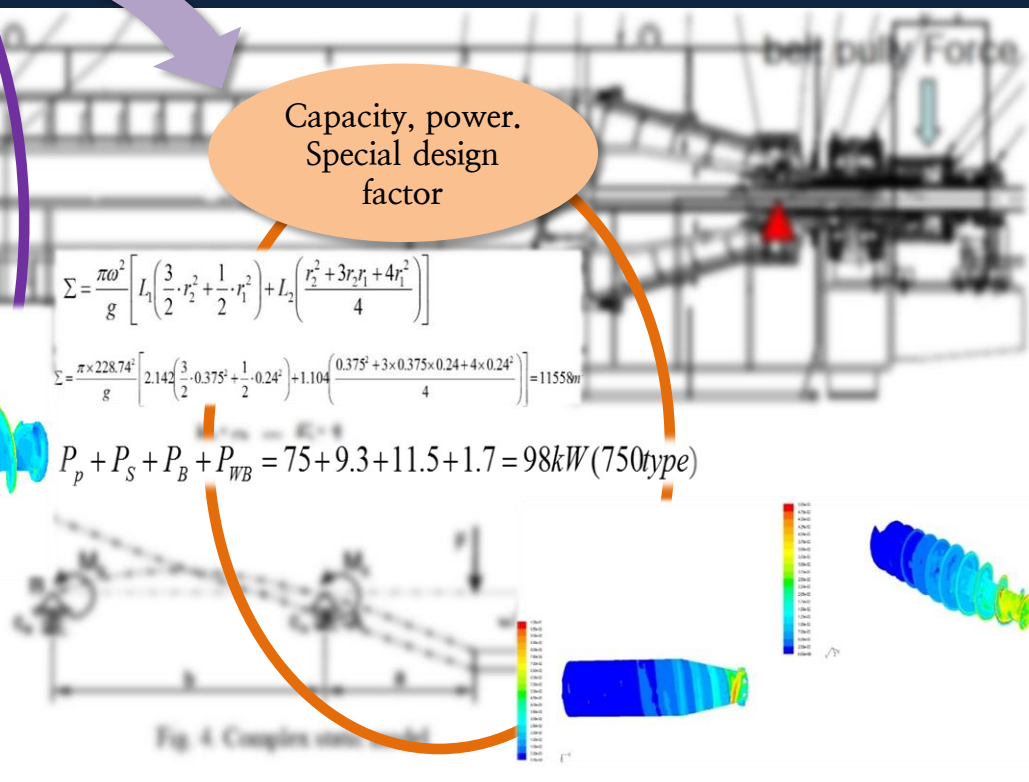 belt pully Force
Capacity, power.
Special design
factor
Σ = πω²/g [ L₁(3/2·r₂² + 1/2·r₁²) + L₂((r₂² + 3r₂r₁ + 4r₁²)/4) ]
Σ = π×228.74²/g [ 2.142(3/2·0.375² + 1/2·0.24²) + 1.104((0.375² + 3×0.375×0.24 + 4×0.24²)/4) ] = 11558m
P_p + P_S + P_B + P_WB = 75 + 9.3 + 11.5 + 1.7 = 98kW (750type)
Fig. 4. Complex